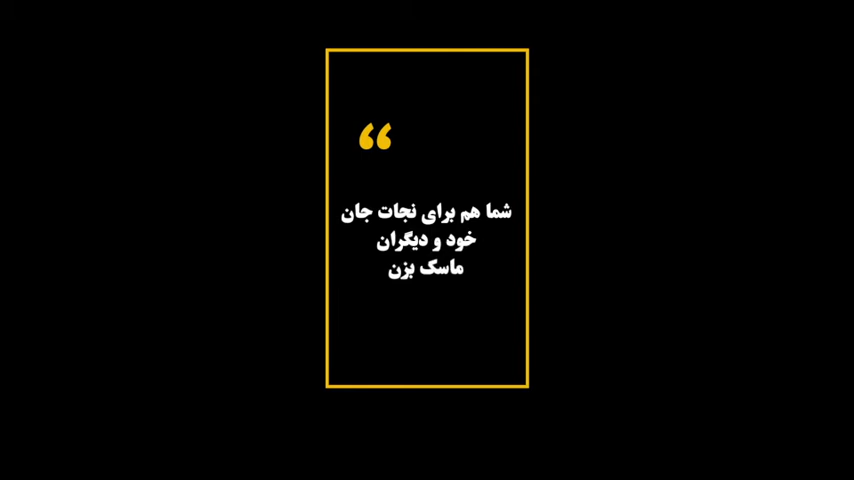 “
شما هم برای نجات جان
خود و دیگران
ماسک بزن